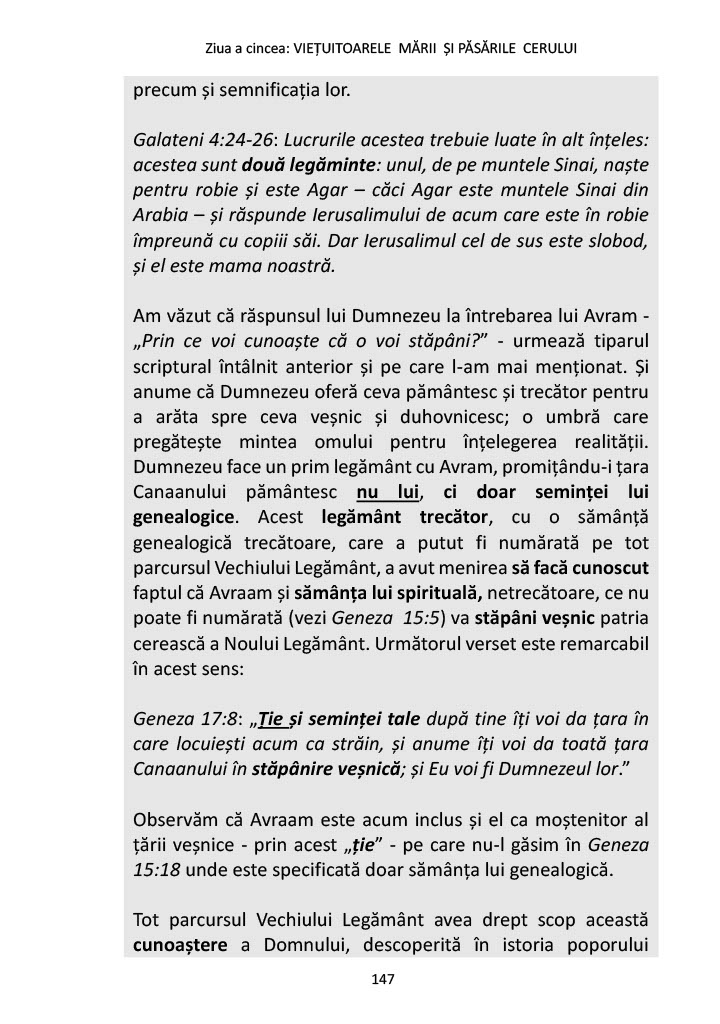 Ziua a cincea: VIEȚUITOARELE MĂRII ȘI PĂSĂRILE CERULUI
precum și semnificația lor.
Galateni 4:24-26: Lucrurile acestea trebuie luate în alt înțeles:
acestea sunt două legăminte: unul, de pe muntele Sinai, naște
pentru robie și este Agar – căci Agar este muntele Sinai din
Arabia – și răspunde Ierusalimului de acum care este în robie
împreună cu copiii săi. Dar Ierusalimul cel de sus este slobod,
și el este mama noastră.
Am văzut că răspunsul lui Dumnezeu la întrebarea lui Avram -
„Prin ce voi cunoaște că o voi stăpâni?” - urmează tiparul
scriptural întâlnit anterior și pe care l-am mai menționat. Și
anume că Dumnezeu oferă ceva pământesc și trecător pentru
a arăta spre ceva veșnic și duhovnicesc; o umbră care
pregătește mintea omului pentru înțelegerea realității.
Dumnezeu face un prim legământ cu Avram, promițându-i țara
Canaanului pământesc nu lui, ci doar seminței lui
genealogice. Acest legământ trecător, cu o sămânță
genealogică trecătoare, care a putut fi numărată pe tot
parcursul Vechiului Legământ, a avut menirea să facă cunoscut
faptul că Avraam și sămânța lui spirituală, netrecătoare, ce nu
poate fi numărată (vezi Geneza 15:5) va stăpâni veșnic patria
cerească a Noului Legământ. Următorul verset este remarcabil
în acest sens:
Geneza 17:8: „Ție și seminței tale după tine îți voi da țara în
care locuiești acum ca străin, și anume îți voi da toată țara
Canaanului în stăpânire veșnică; și Eu voi fi Dumnezeul lor.”
Observăm că Avraam este acum inclus și el ca moștenitor al
țării veșnice - prin acest „ție” - pe care nu-l găsim în Geneza
15:18 unde este specificată doar sămânța lui genealogică.
Tot parcursul Vechiului Legământ avea drept scop această
cunoaștere a Domnului, descoperită în istoria poporului
147